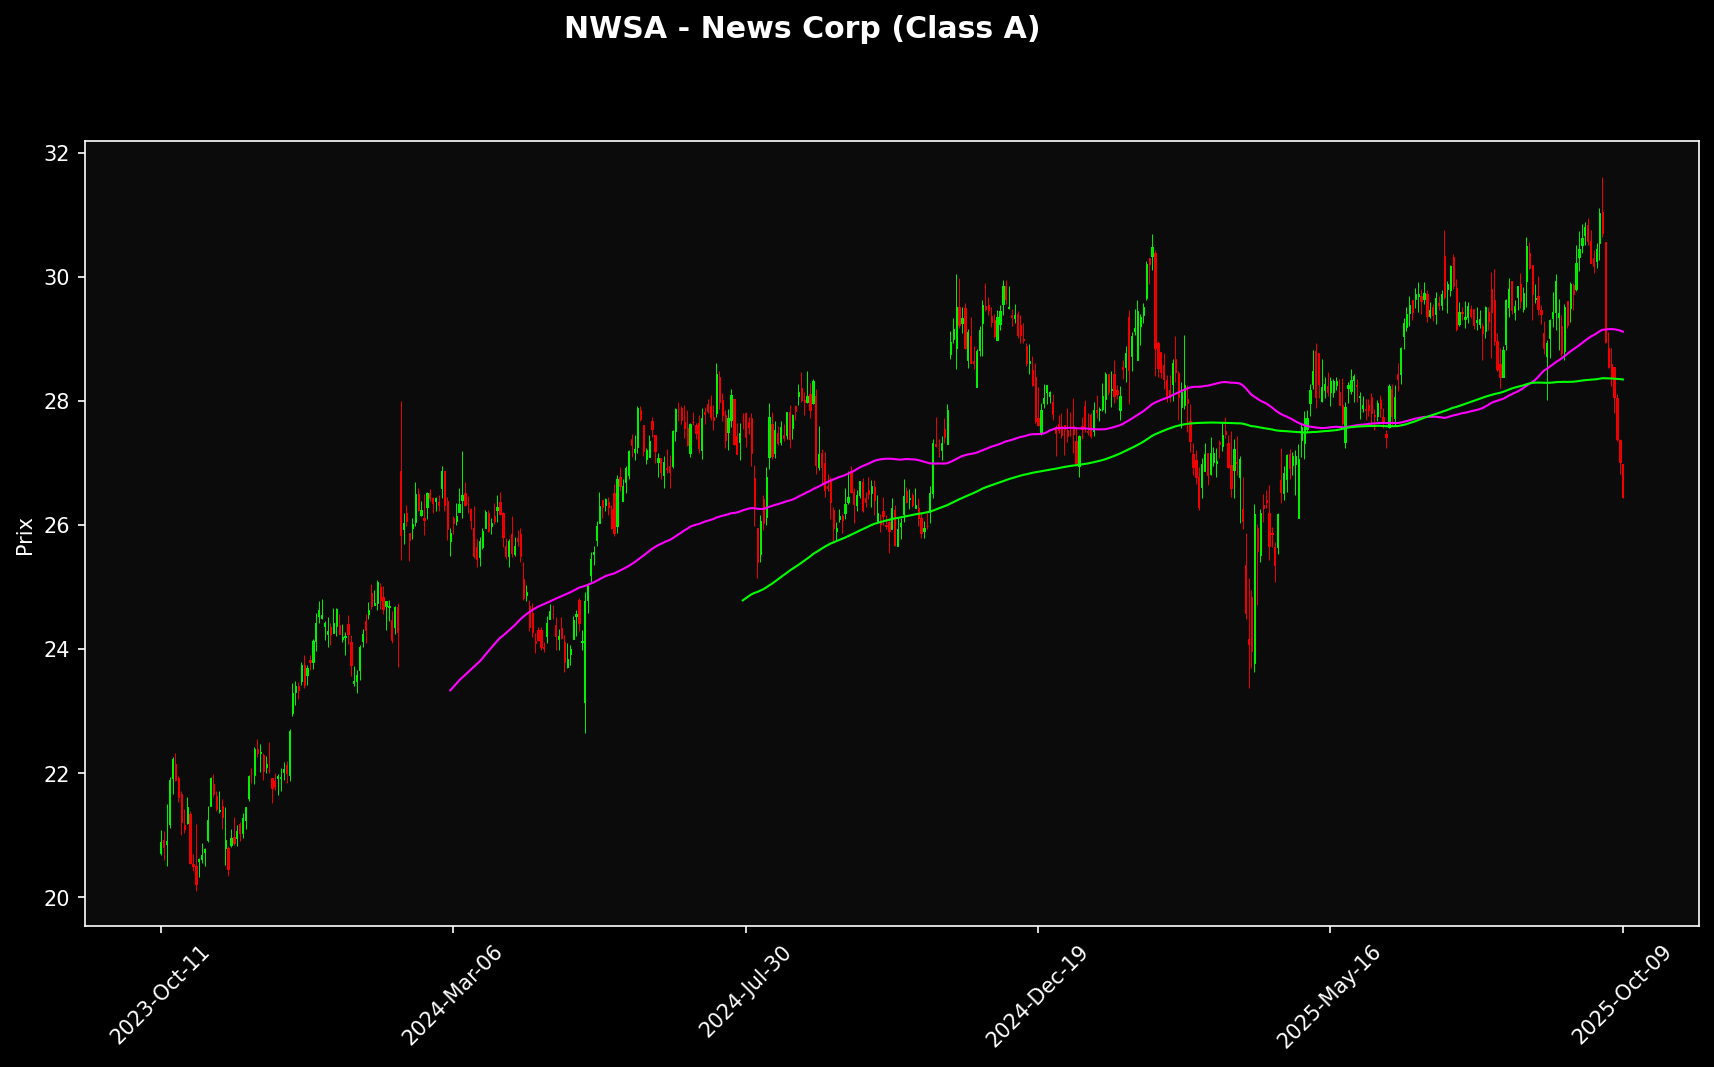 NWSA - News Corp (Class A)
Prix
32
30
28
26
24
22
20
2023-Oct-11
2024-Mar-06
2024-Jul-30
2024-Dec-19
2025-May-16
2025-Oct-09